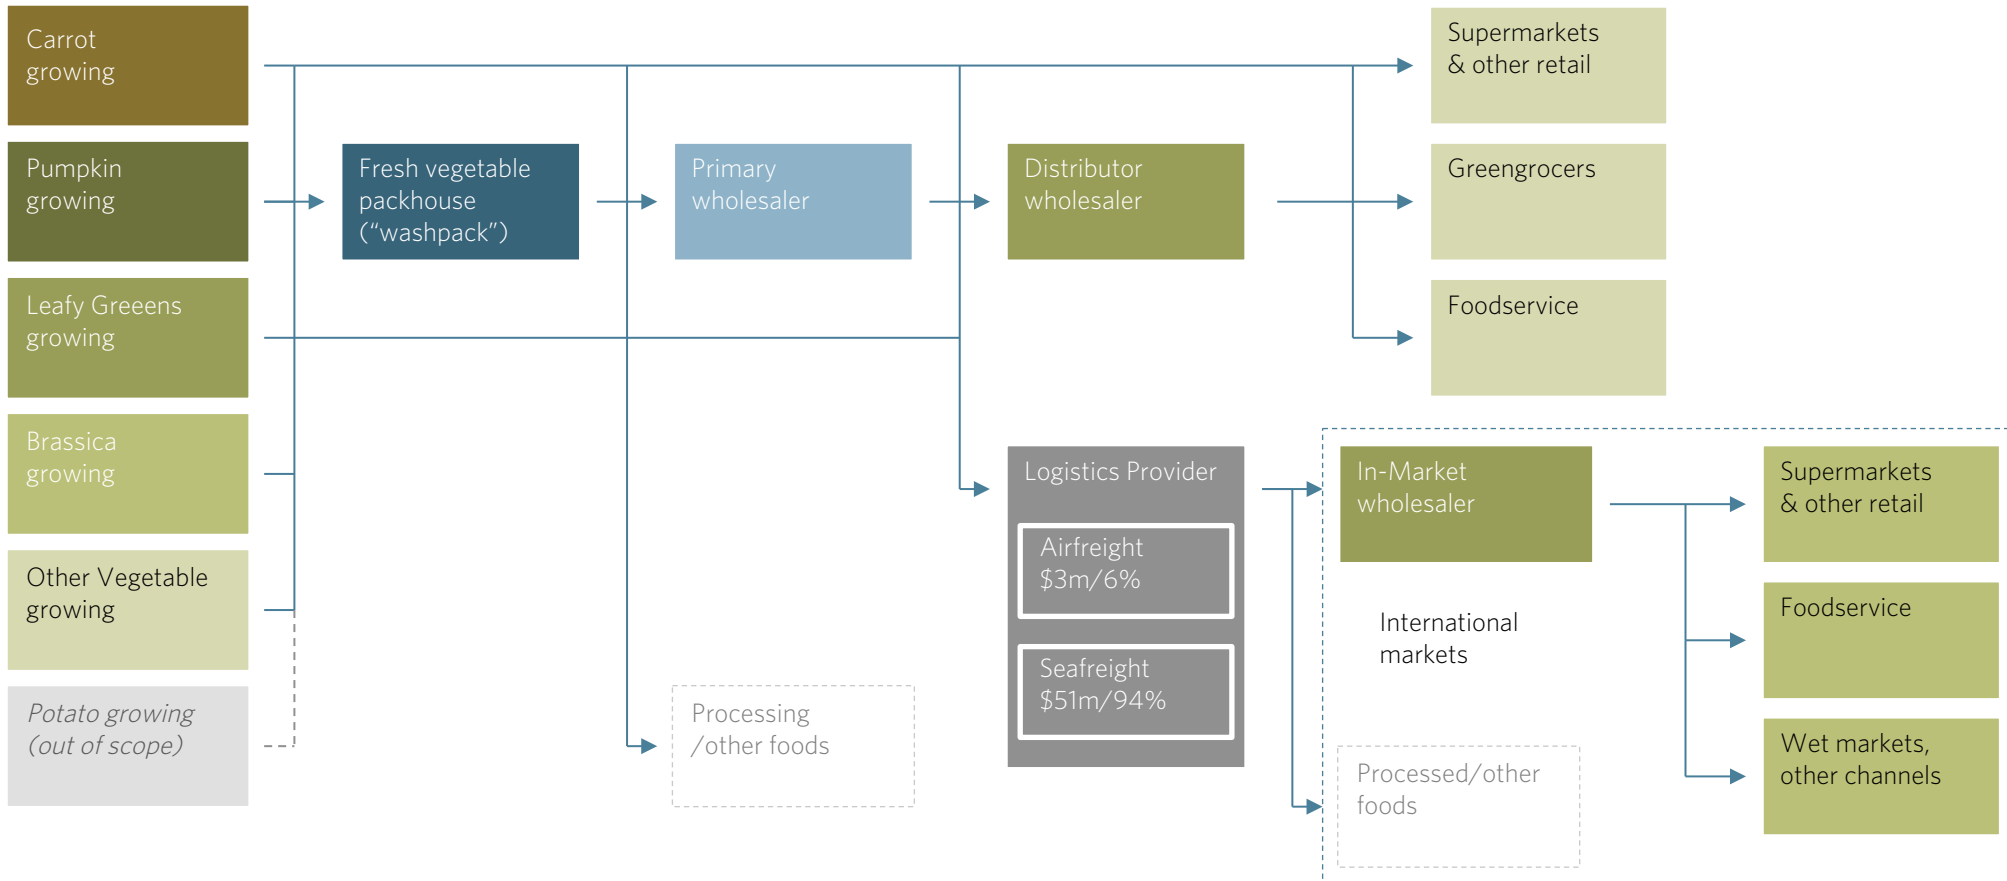 Carrot
growing
Pumpkin
growing
Leafy Greeens
growing
Brassica
growing
Other Vegetable
growing
Potato growing
(out of scope)
Fresh vegetable
packhouse
(“washpack”)
Primary
wholesaler
Distributor
wholesaler
Supermarkets
& other retail
Greengrocers
Foodservice
Processing
/other foods
Logistics Provider
Airfreight
$3m/6%
Seafreight
$51m/94%
In-Market
wholesaler
International
markets
Processed/other
foods
Supermarkets
& other retail
Foodservice
Wet markets,
other channels